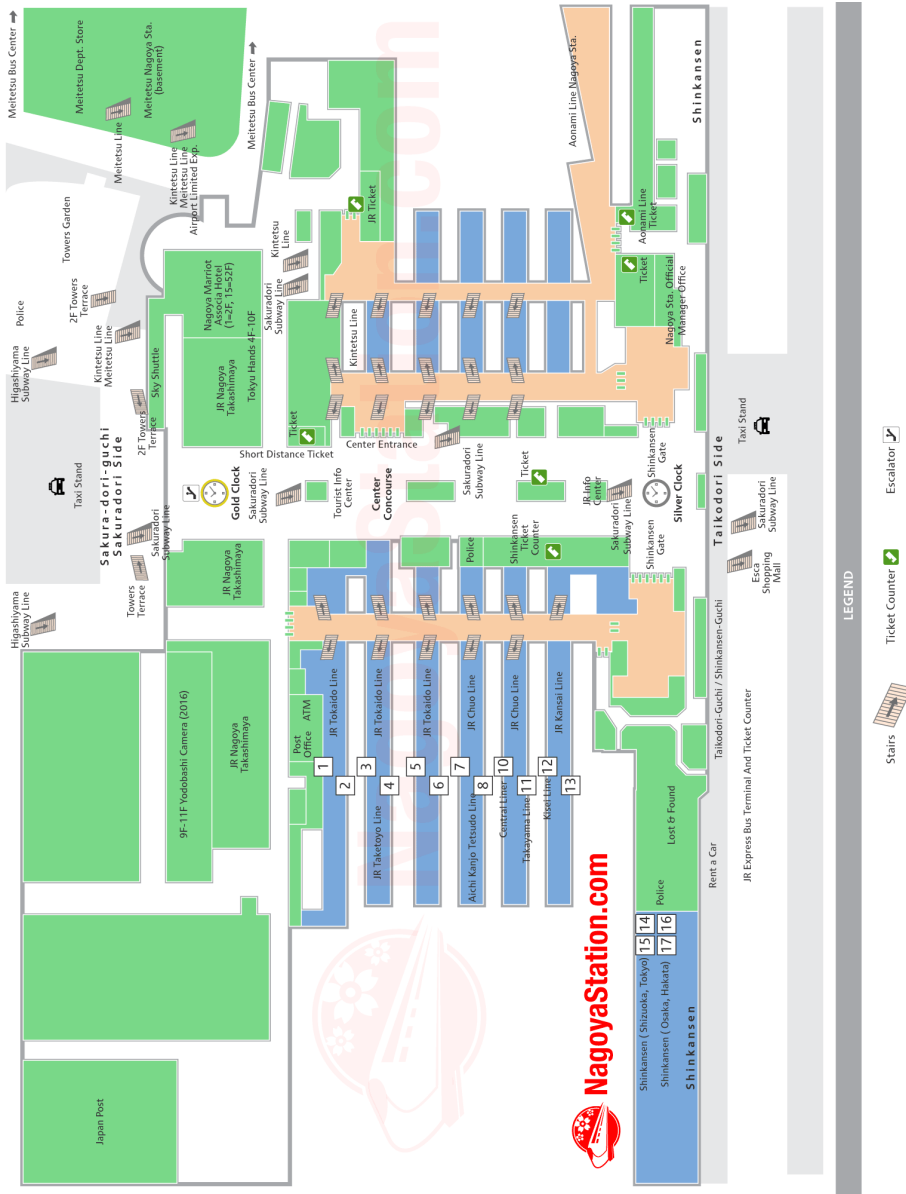 Meitetsu Bus Center
Meitetsu Dept. Store
Meitetsu Nagoya Sta.
(basement)
Meitetsu Bus Center
Meitetsu Line
Kintetsu Line
Meitetsu Line
Airport Limited Exp.
Towers Garden
Police
2F Towers
Terrace
Higashiyama
Subway Line
Kintetsu Line
Meitetsu Line
Sky Shuttle
2F Towers
Terrace
Taxi Stand
Sakura-dori-guchi
Sakuradori Side
Sakuradori
Subway Line
Towers
Terrace
Higashiyama
Subway Line
Nagoya Marriot
Associa Hotel
(1=2F, 15=52F)
JR Nagoya
Takashimaya
Tokyu Hands 4F-10F
Kintetsu
Line
Sakuradori
Subway Line
JR Ticket
Aonami Line Nagoya Sta.
Shinkansen
Aonami Line
Ticket
Ticket
Nagoya Sta. Official
Manager Office
Kintetsu Line
Ticket
Short Distance Ticket
Center Entrance
Gold Clock
Sakuradori
Subway Line
Tourist Info
Center
Center
Concourse
Sakuradori
Subway Line
Ticket
JR Info
Center
Sakuradori
Subway Line
Shinkansen
Gate
Silver Clock
Shinkansen
Gate
Police
Shinkansen
Ticket
Counter
JR Nagoya
Takashimaya
9F-11F Yodobashi Camera (2016)
JR Nagoya
Takashimaya
Post
Office
ATM
JR Tokaido Line
JR Tokaido Line
JR Tokaido Line
JR Chuo Line
JR Chuo Line
JR Kansai Line
1
2
3
4
5
6
7
8
10
11
12
13
JR Taketoyo Line
Aichi Kanjo Tetsudo Line
Central Liner
Takayama Line
Kisei Line
Japan Post
NagoyaStation.com
NagoyaStation.com
Lost & Found
Police
14
15
16
17
Shinkansen ( Shizuoka, Tokyo)
Shinkansen ( Osaka, Hakata)
Shinkansen
Taikodori Side
Taikodori-Guchi / Shinkansen-Guchi
Rent a Car
JR Express Bus Terminal And Ticket Counter
Taxi Stand
Sakuradori
Subway Line
Esca
Shopping
Mall
LEGEND
Stairs
Ticket Counter
Escalator